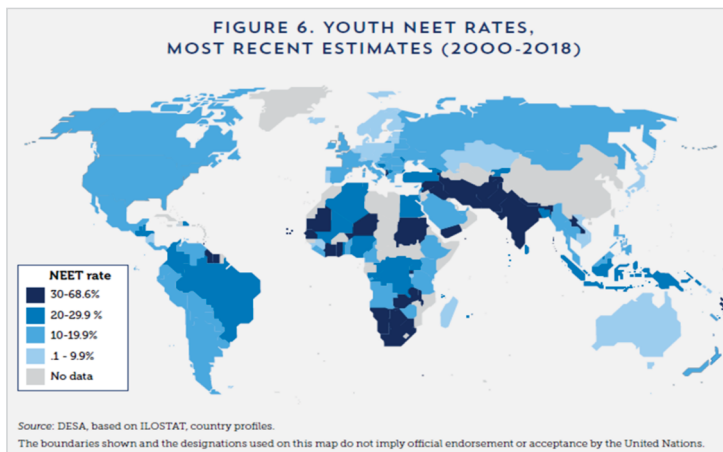 FIGURE 6. YOUTH NEET RATES,
MOST RECENT ESTIMATES (2000-2018)
NEET rate
30-68.6%
20-29.9 %
10-19.9%
.1 - 9.9%
No data
Source: DESA, based on ILOSTAT, country profiles.
The boundaries shown and the designations used on this map do not imply official endorsement or acceptance by the United Nations.